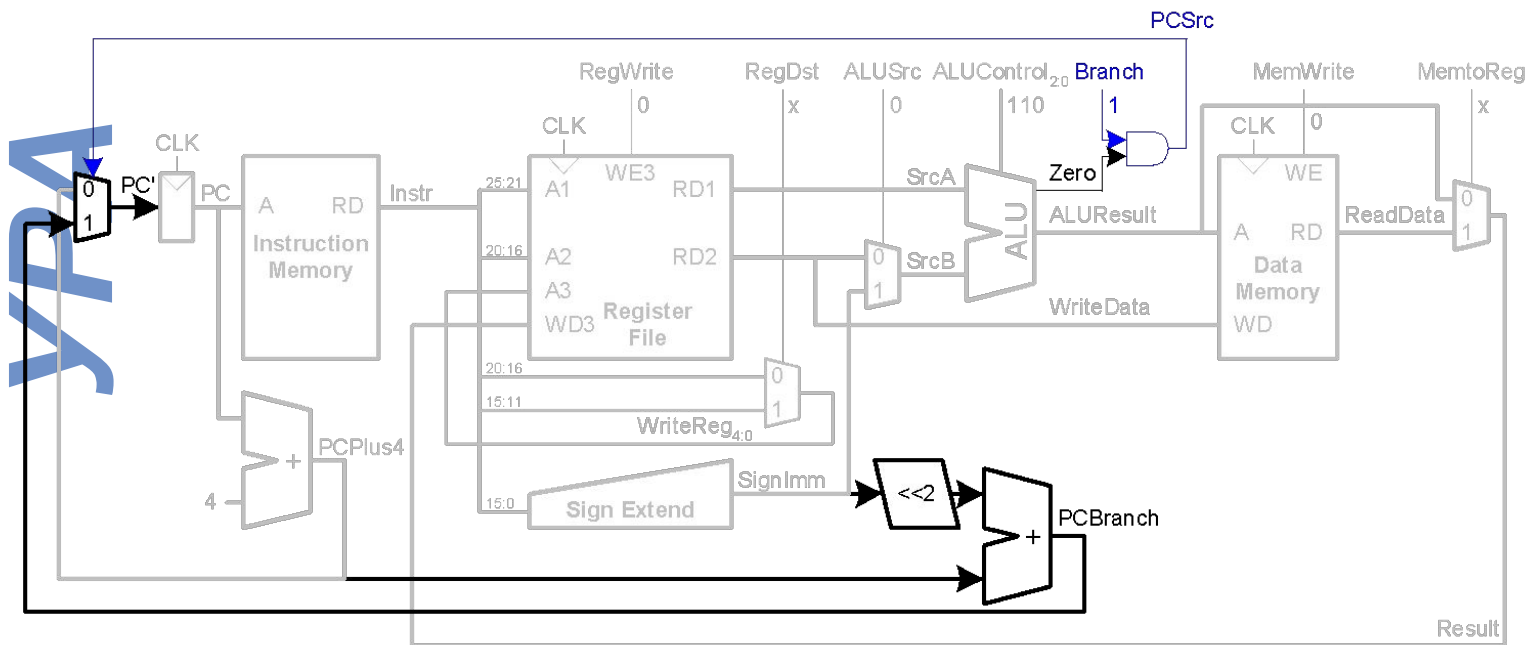 PCSrc
RegWrite RegDst ALUSrc ALUControl2:0 Branch MemWrite MemtoReg
0 x 0 110 1 0 x
CLK CLK CLK
0 PC' PC A RD Instr 25:21 A1 WE3 RD1 SrcA Zero WE
1 Instruction Memory 20:16 A2 RD2 0 SrcB ALU ALUResult A RD ReadData 0
A3 1 Data Memory 1
WD3 Register File WriteData WD
20:16 0
15:11 1
WriteReg4:0
PCPlus4
+
4
SignImm
15:0 Sign Extend <<2
+ PCBranch
Result